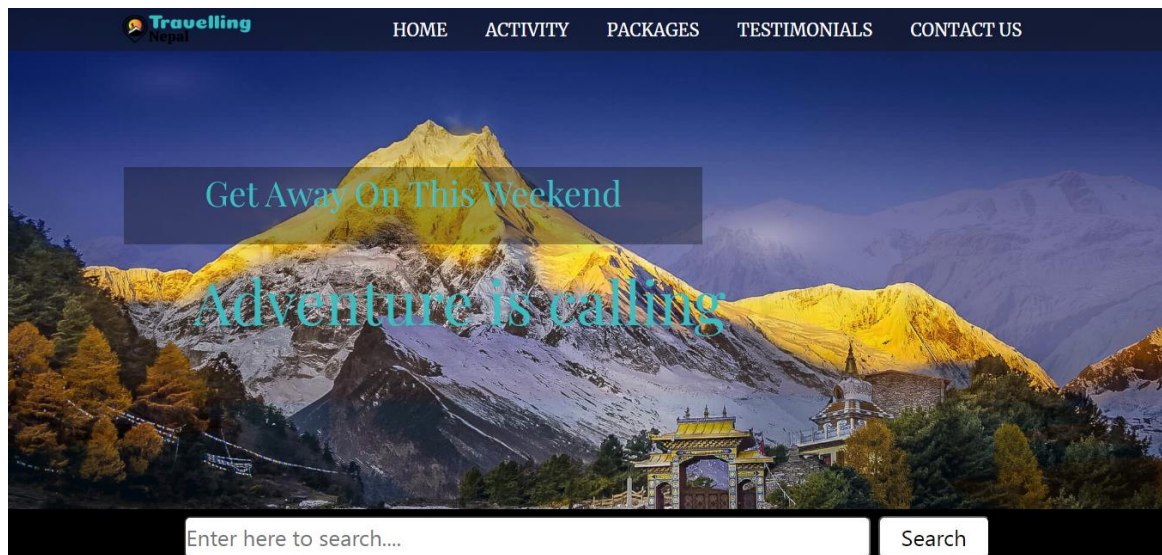 Travelling
Nepal
HOME ACTIVITY PACKAGES TESTIMONIALS CONTACT US
Get Away On This Weekend
Adventure is calling
Enter here to search....
Search